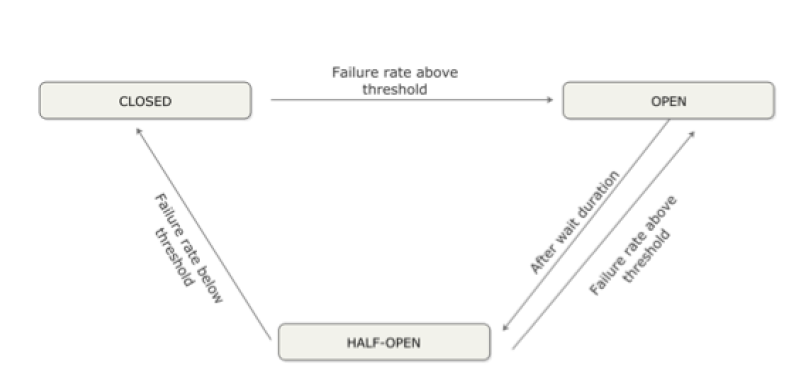 Failure rate above
threshold
CLOSED
OPEN
Failure rate below
threshold
After wait duration
Failure rate above
threshold
HALF-OPEN